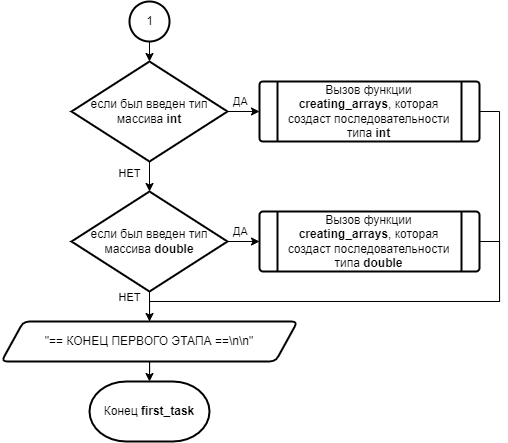 1
если был введен тип
массива int
ДА
Вызов функции
creating_arrays, которая
создаст последовательности
типа int
НЕТ
если был введен тип
массива double
ДА
Вызов функции
creating_arrays, которая
создаст последовательности
типа double
НЕТ
"== КОНЕЦ ПЕРВОГО ЭТАПА ==\n\n"
Конец first_task